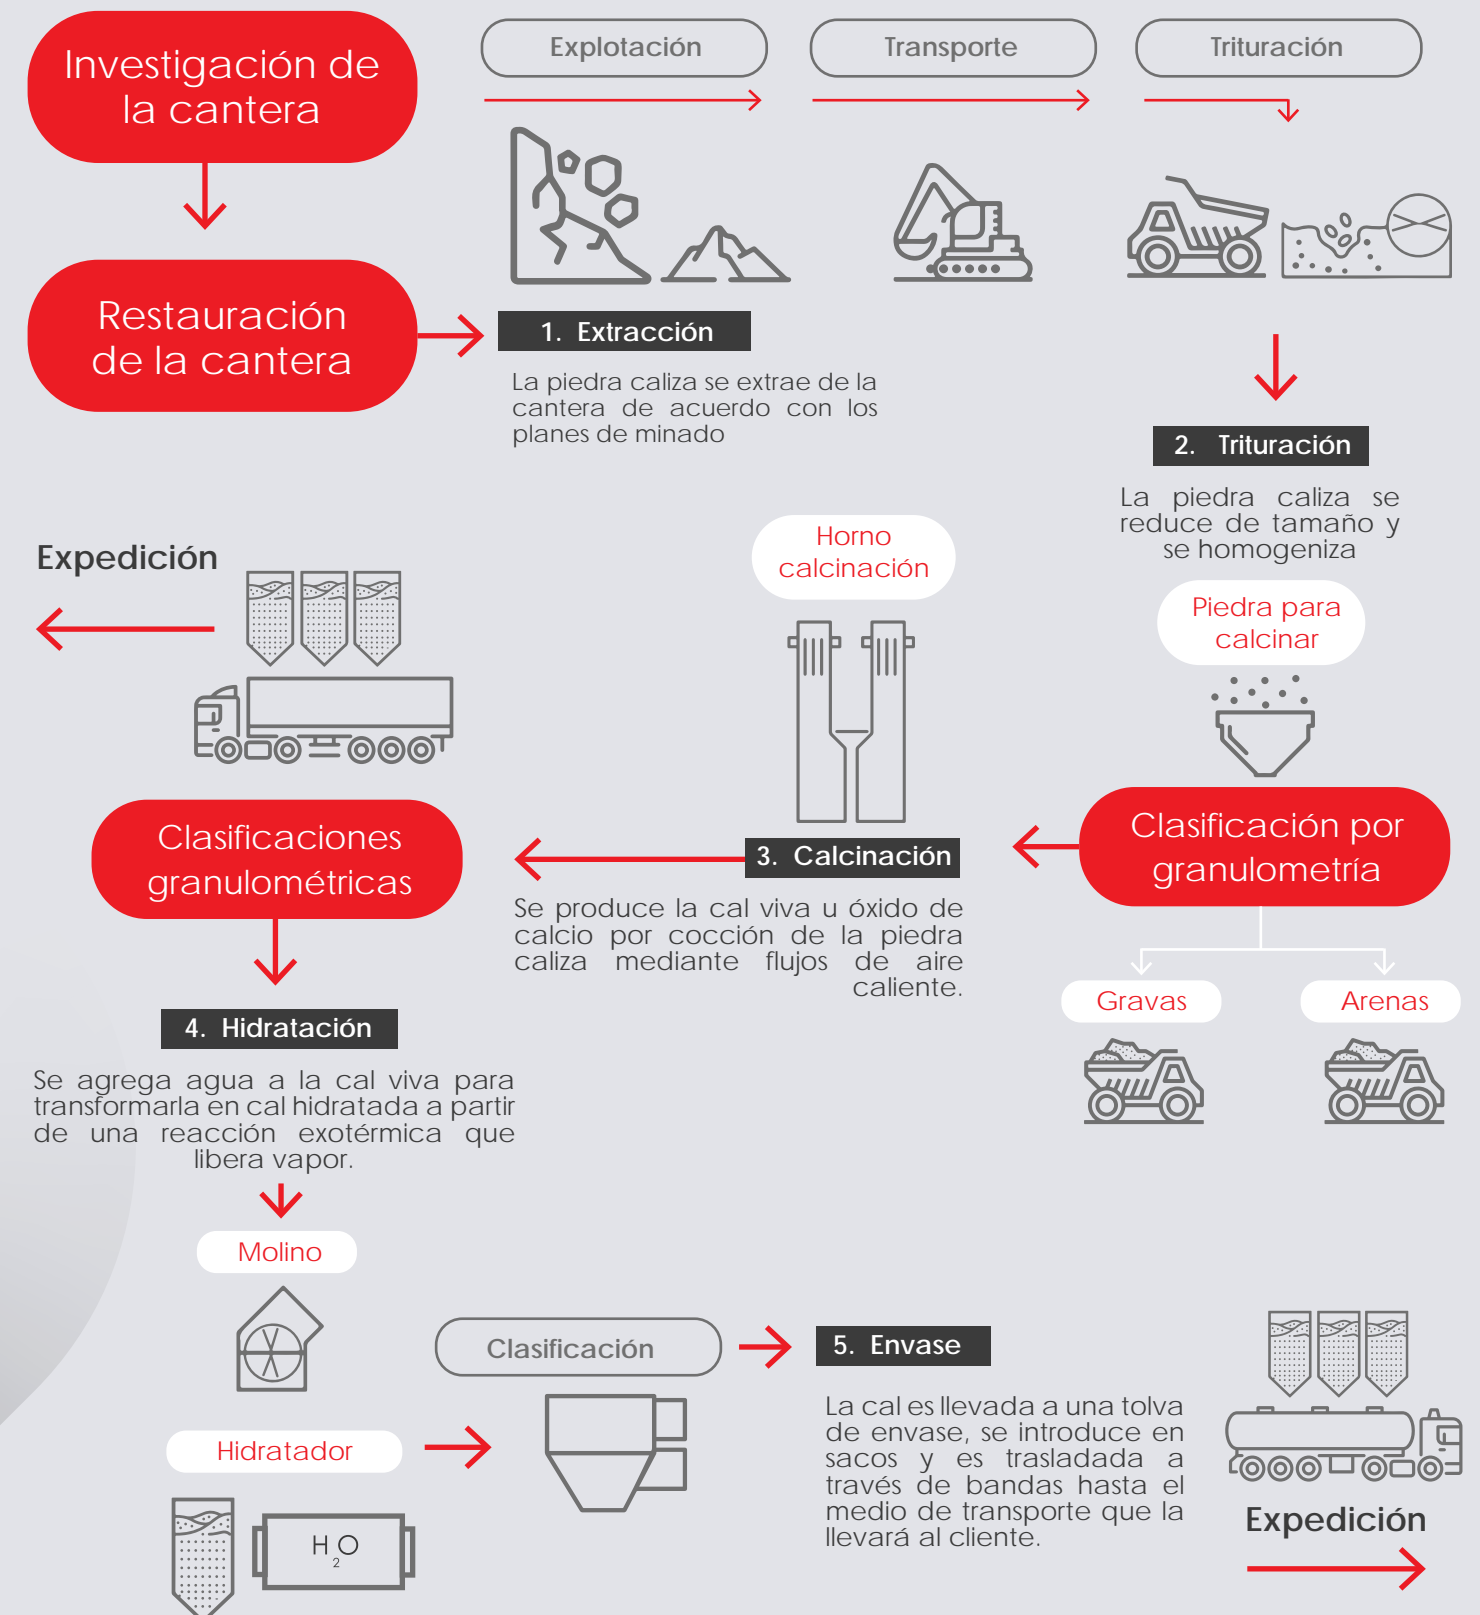 Investigación de
la cantera
Explotación
Transporte
Trituración
Restauración
de la cantera
1. Extracción
La piedra caliza se extrae de la
cantera de acuerdo con los
planes de minado
2. Trituración
La piedra caliza se
reduce de tamaño y
se homogeniza
Piedra para
calcinar
Clasificación por
granulometría
Gravas
Arenas
Horno
calcinación
3. Calcinación
Se produce la cal viva u óxido de
calcio por cocción de la piedra
caliza mediante flujos de aire
caliente.
Expedición
Clasificaciones
granulométricas
4. Hidratación
Se agrega agua a la cal viva para
transformarla en cal hidratada a partir
de una reacción exotérmica que
libera vapor.
Molino
Hidratador
H2O
Clasificación
5. Envase
La cal es llevada a una tolva
de envase, se introduce en
sacos y es trasladada a
través de bandas hasta el
medio de transporte que la
llevará al cliente.
Expedición